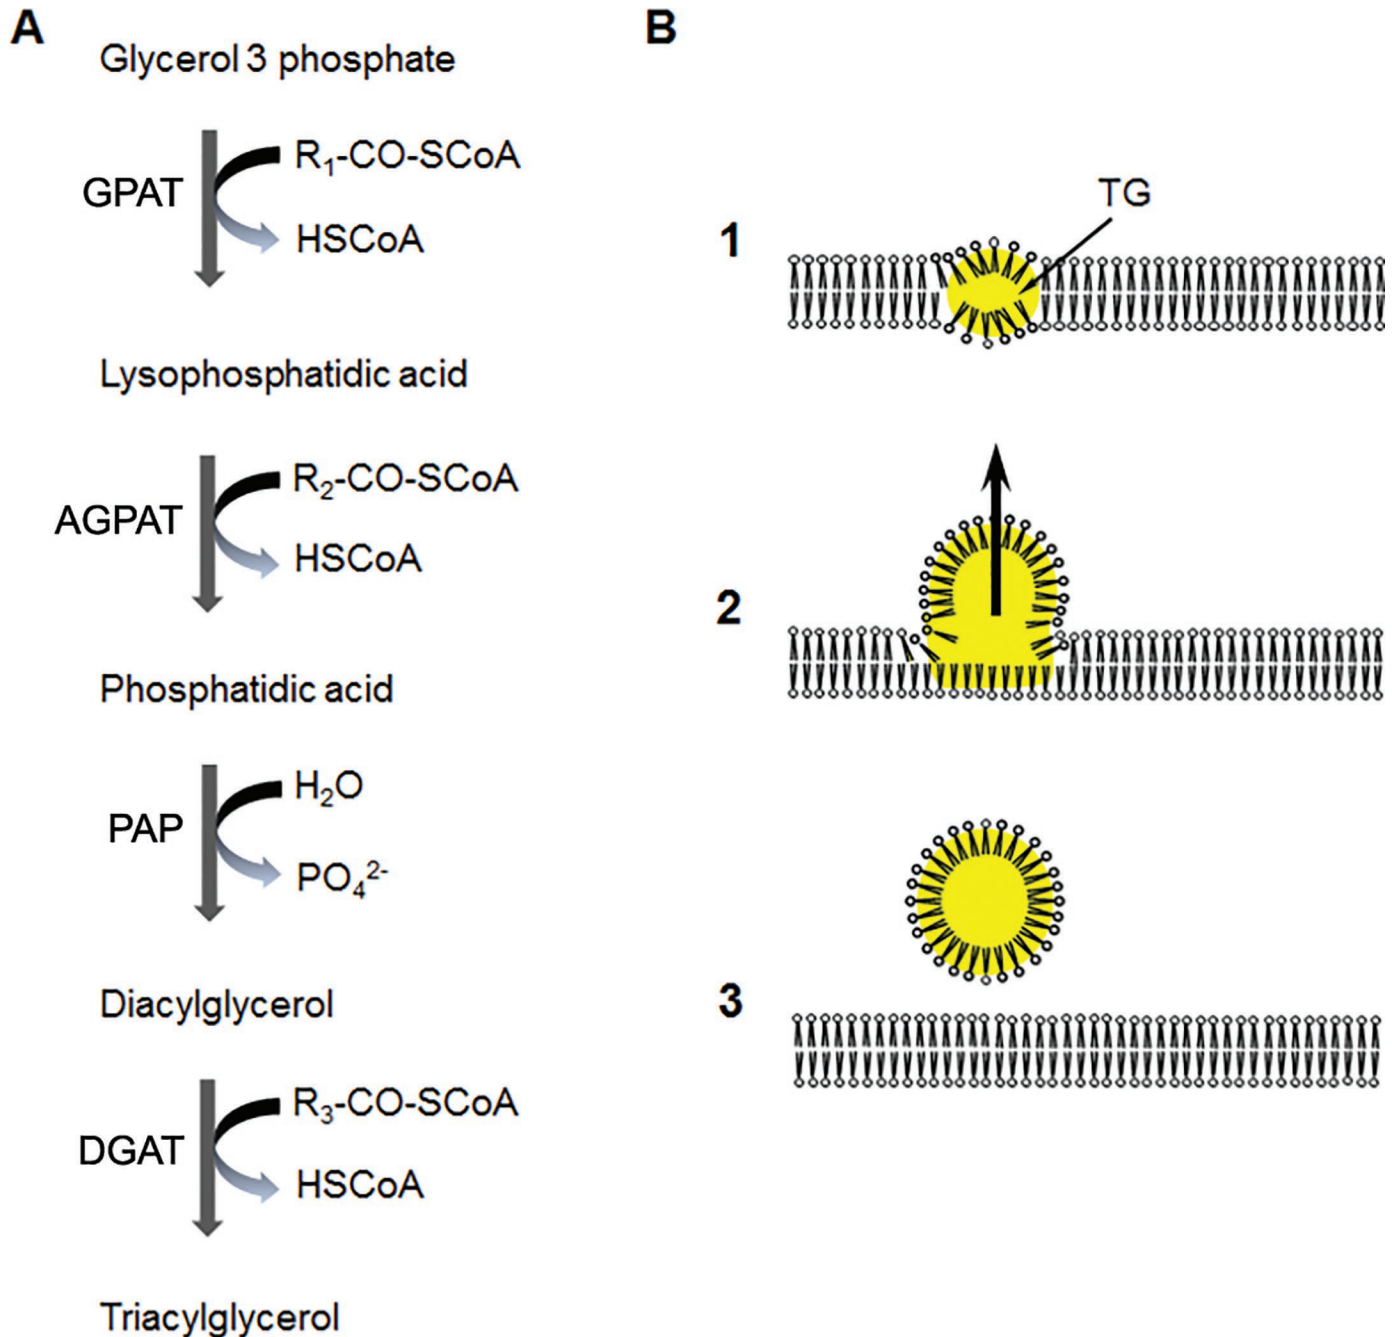 A
Glycerol 3 phosphate
GPAT
R₁-CO-SCoA
HSCoA
Lysophosphatidic acid
AGPAT
R₂-CO-SCoA
HSCoA
Phosphatidic acid
PAP
H₂O
PO₄²⁻
Diacylglycerol
DGAT
R₃-CO-SCoA
HSCoA
Triacylglycerol
B
TG
1
2
3